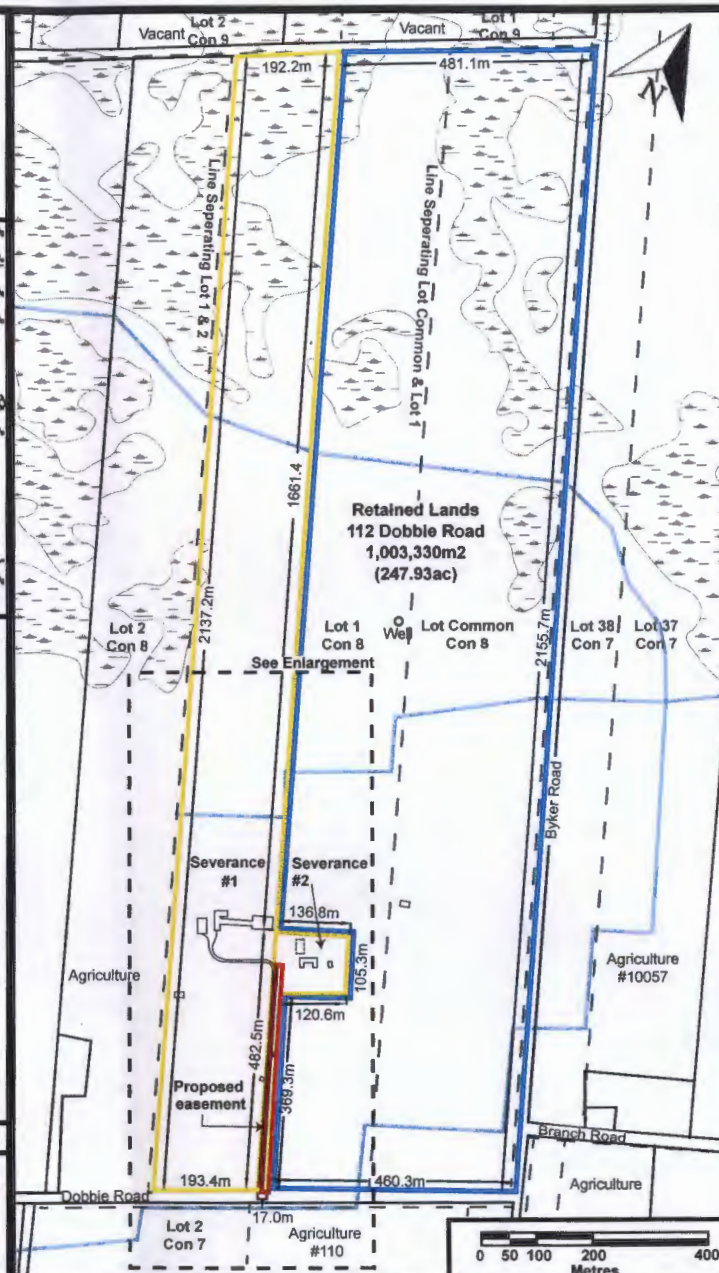 Lot 2
Con 9
Vacant
Vacant
Lot 1
Con 9
192.2m
481.1m
N
Line Seperating Lot 1 & 2
Line Seperating Lot Common & Lot 1
1661.4
Retained Lands
112 Dobbie Road
1,003,330m2
(247.93ac)
2137.2m
Lot 2
Con 8
Lot 1
Con 8
Well
Lot Common
Con 8
2155.7m
Lot 38
Con 7
Lot 37
Con 7
See Enlargement
Byker Road
Severance
#1
Severance
#2
136.8m
105.3m
120.6m
Agriculture
Agriculture
#10057
482.5m
369.3m
Proposed
easement
Branch Road
193.4m
460.3m
Dobbie Road
17.0m
Agriculture
Lot 2
Con 7
Agriculture
#110
0 50 100 200 400
Metres